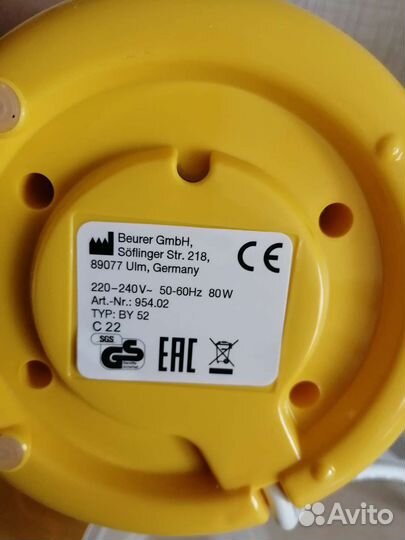 Beurer GmbH,
Söflinger Str. 218,
89077 Ulm, Germany
CE
220-240V~ 50-60Hz 80W
Art.-Nr.: 954.02
TYP: BY 52
C 22
SGS
GS
EAC
Avito